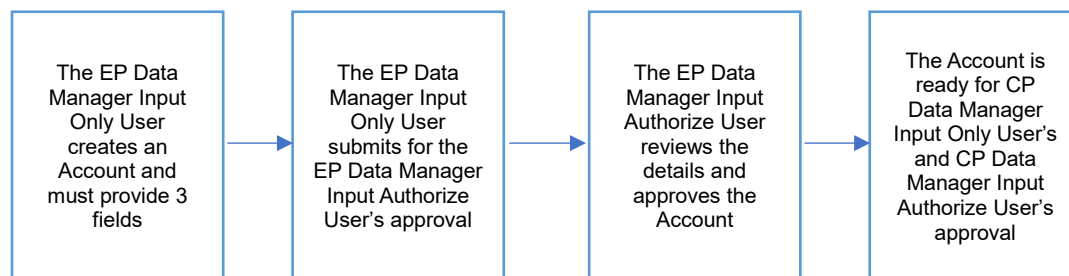 The EP Data
Manager Input
Only User
creates an
Account and
must provide 3
fields
The EP Data
Manager Input
Only User
submits for the
EP Data Manager
Input Authorize
User’s approval
The EP Data
Manager Input
Authorize User
reviews the
details and
approves the
Account
The Account is
ready for CP
Data Manager
Input Only User’s
and CP Data
Manager Input
Authorize User’s
approval